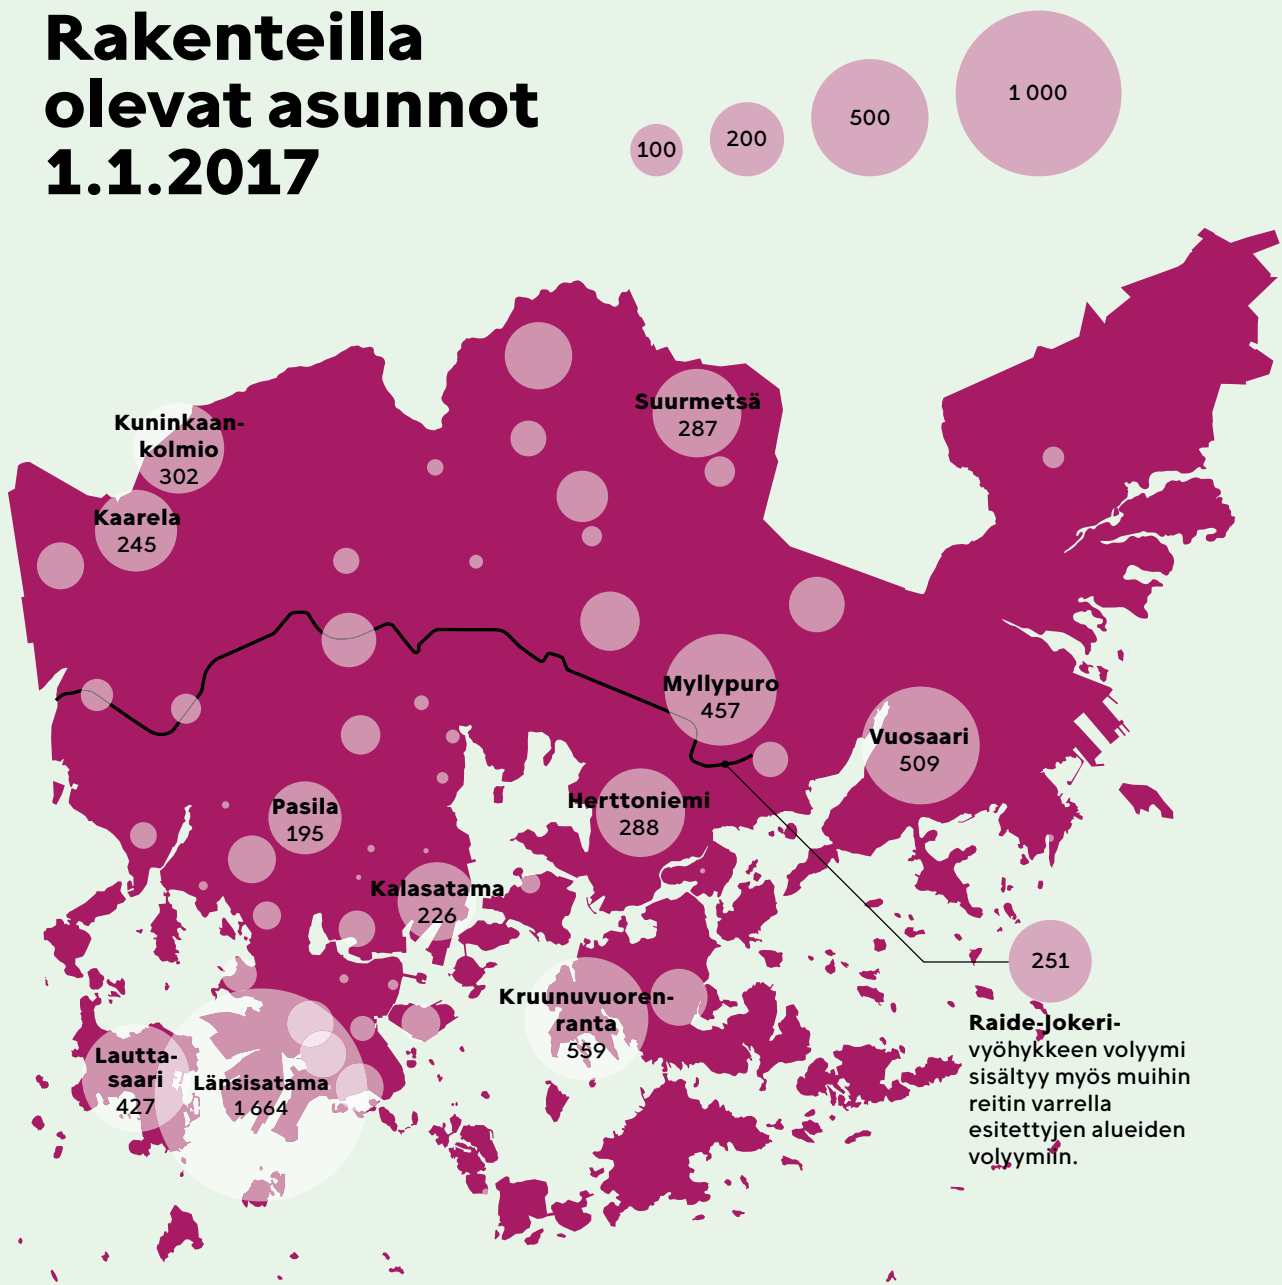 Rakenteilla
olevat asunnot
1.1.2017
100
200
500
1 000
Suurmetsä
287
Kuninkaan-
kolmio
302
Kaarela
245
Myllypuro
457
Vuosaari
509
Pasila
195
Herttoniemi
288
Kalasatama
226
251
Kruunuvuoren-
ranta
559
Raide-Jokeri-
vyöhykkeen volyymi
sisältyy myös muihin
reitin varrella
esitettyjen alueiden
volyymiin.
Lautta-
saari
427
Länsisatama
1 664